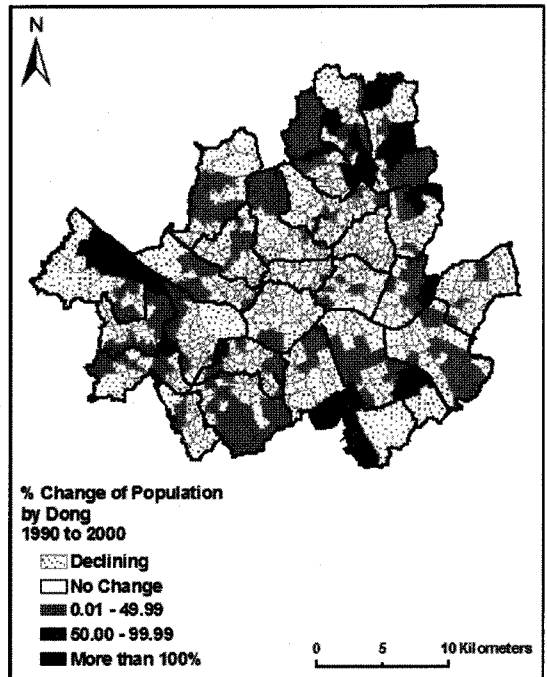 N
% Change of Population
by Dong
1990 to 2000
Declining
No Change
0.01 - 49.99
50.00 - 99.99
More than 100%
0 5 10 Kilometers